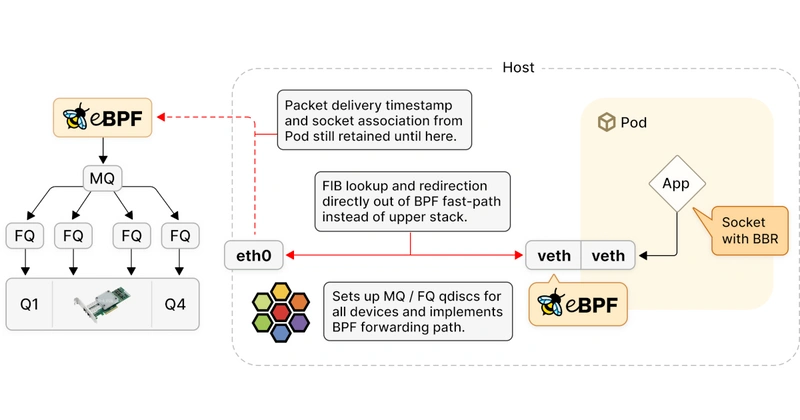 Host
eBPF
Packet delivery timestamp
and socket association from
Pod still retained until here.
Pod
MQ
FIB lookup and redirection
directly out of BPF fast-path
instead of upper stack.
App
FQ
FQ
FQ
FQ
Socket
with BBR
eth0
veth
veth
Q1
Q4
Sets up MQ / FQ qdiscs for
all devices and implements
BPF forwarding path.
eBPF